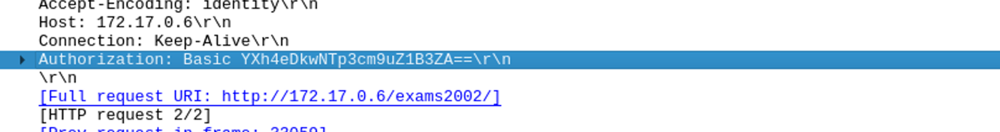 Accept-Encoding: identity\r\n
Host: 172.17.0.6\r\n
Connection: Keep-Alive\r\n
Authorization: Basic YXh4eDkwNTp3cm9uZ1B3ZA==\r\n
\r\n
[Full request URI: http://172.17.0.6/exams2002/]
[HTTP request 2/2]
[Prev request in frame: 22059]